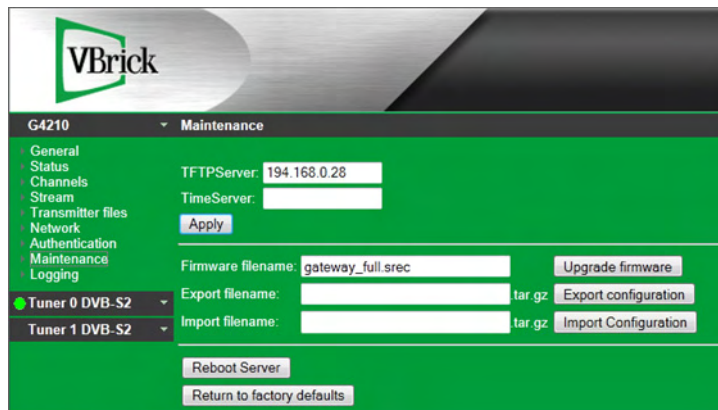 VBrick
G4210
Maintenance
General
Status
Channels
Stream
Transmitter files
Network
Authentication
Maintenance
Logging
Tuner 0 DVB-S2
Tuner 1 DVB-S2
TFTPServer: 194.168.0.28
TimeServer:
Apply
Firmware filename: gateway_full.srec Upgrade firmware
Export filename: .tar.gz Export configuration
Import filename: .tar.gz Import Configuration
Reboot Server
Return to factory defaults